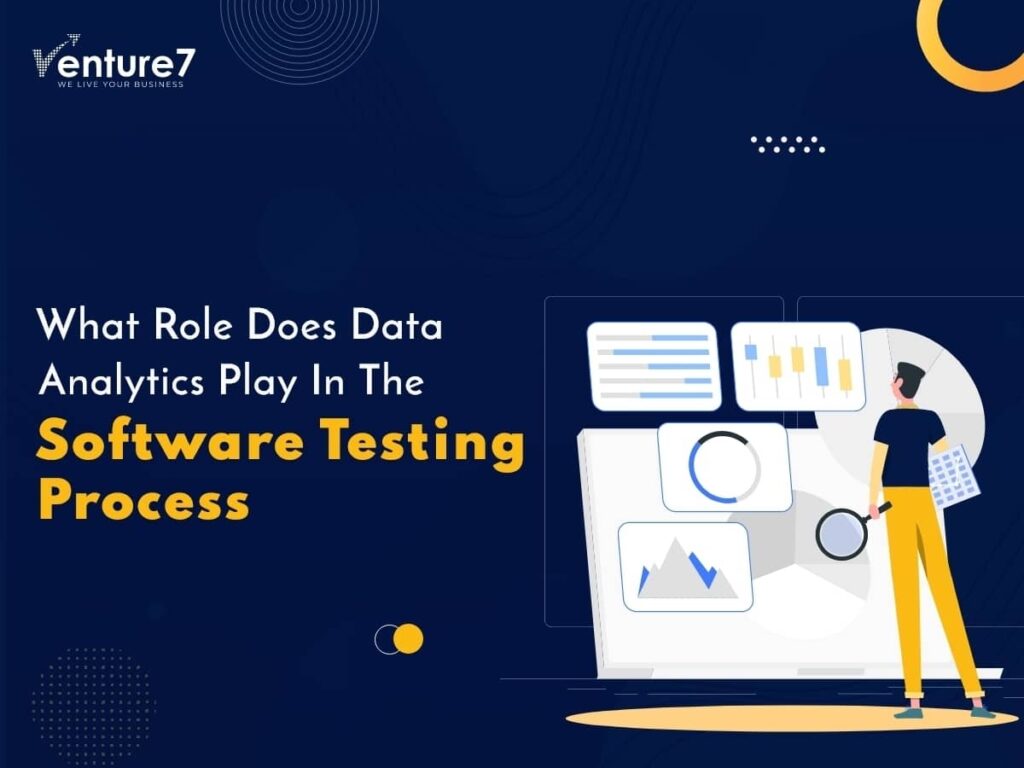 Venture7
WE LIVE YOUR BUSINESS
What Role Does Data
Analytics Play In The
Software Testing
Process